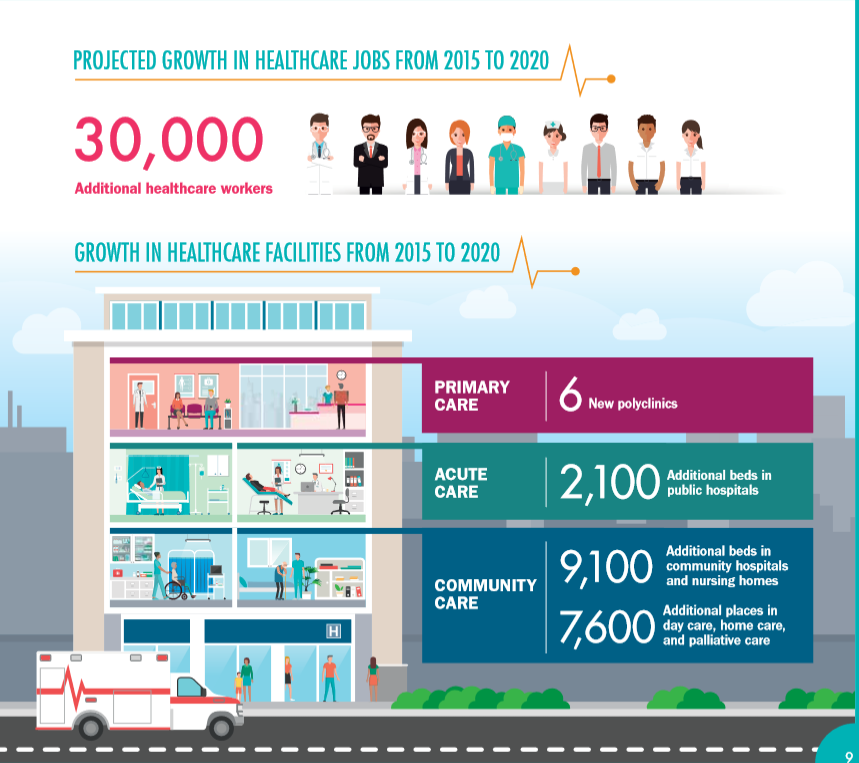 PROJECTED GROWTH IN HEALTHCARE JOBS FROM 2015 TO 2020
30,000
Additional healthcare workers
GROWTH IN HEALTHCARE FACILITIES FROM 2015 TO 2020
PRIMARY
CARE
6 New polyclinics
ACUTE
CARE
2,100
Additional beds in
public hospitals
COMMUNITY
CARE
9,100
Additional beds in
community hospitals
and nursing homes
7,600
Additional places in
day care, home care,
and palliative care
H
9